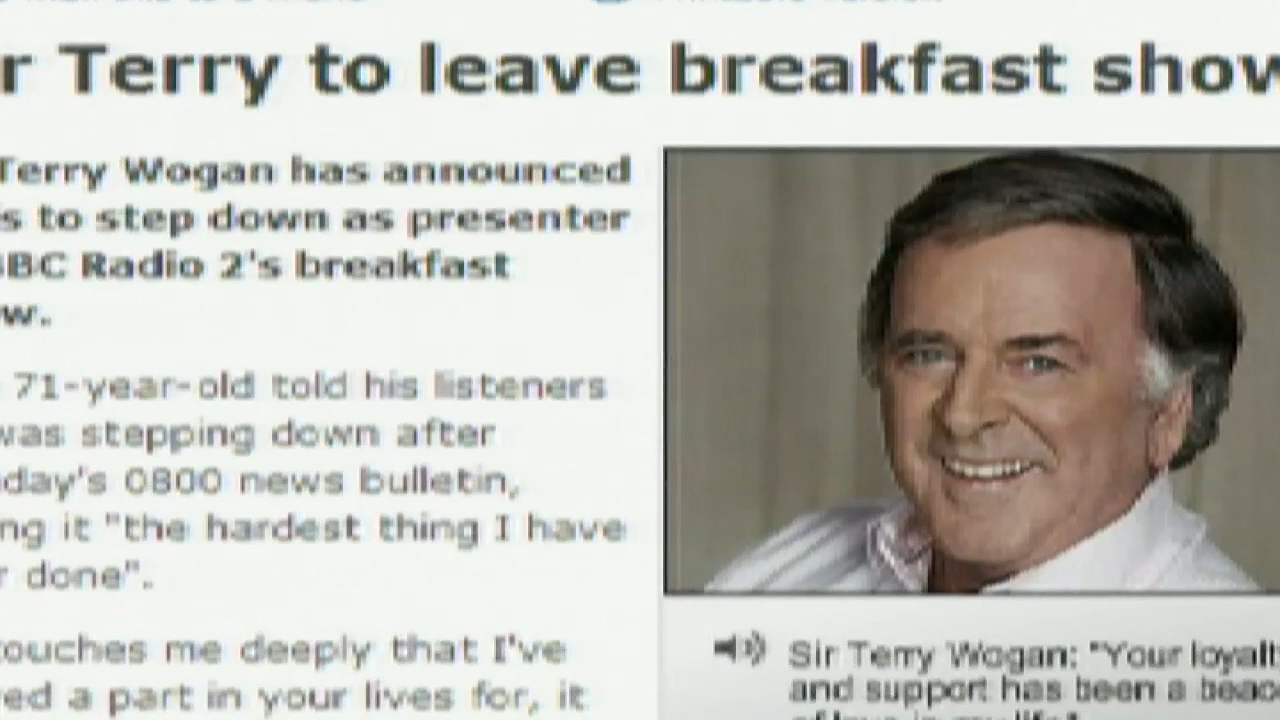 r Terry to leave breakfast show
Terry Wogan has announced
s to step down as presenter
BBC Radio 2's breakfast
w.
71-year-old told his listeners
was stepping down after
day's 0800 news bulletin,
ng it "the hardest thing I have
r done".
touches me deeply that I've
ed a part in your lives for, it
Sir Terry Wogan: "Your loyalt
and support has been a beac